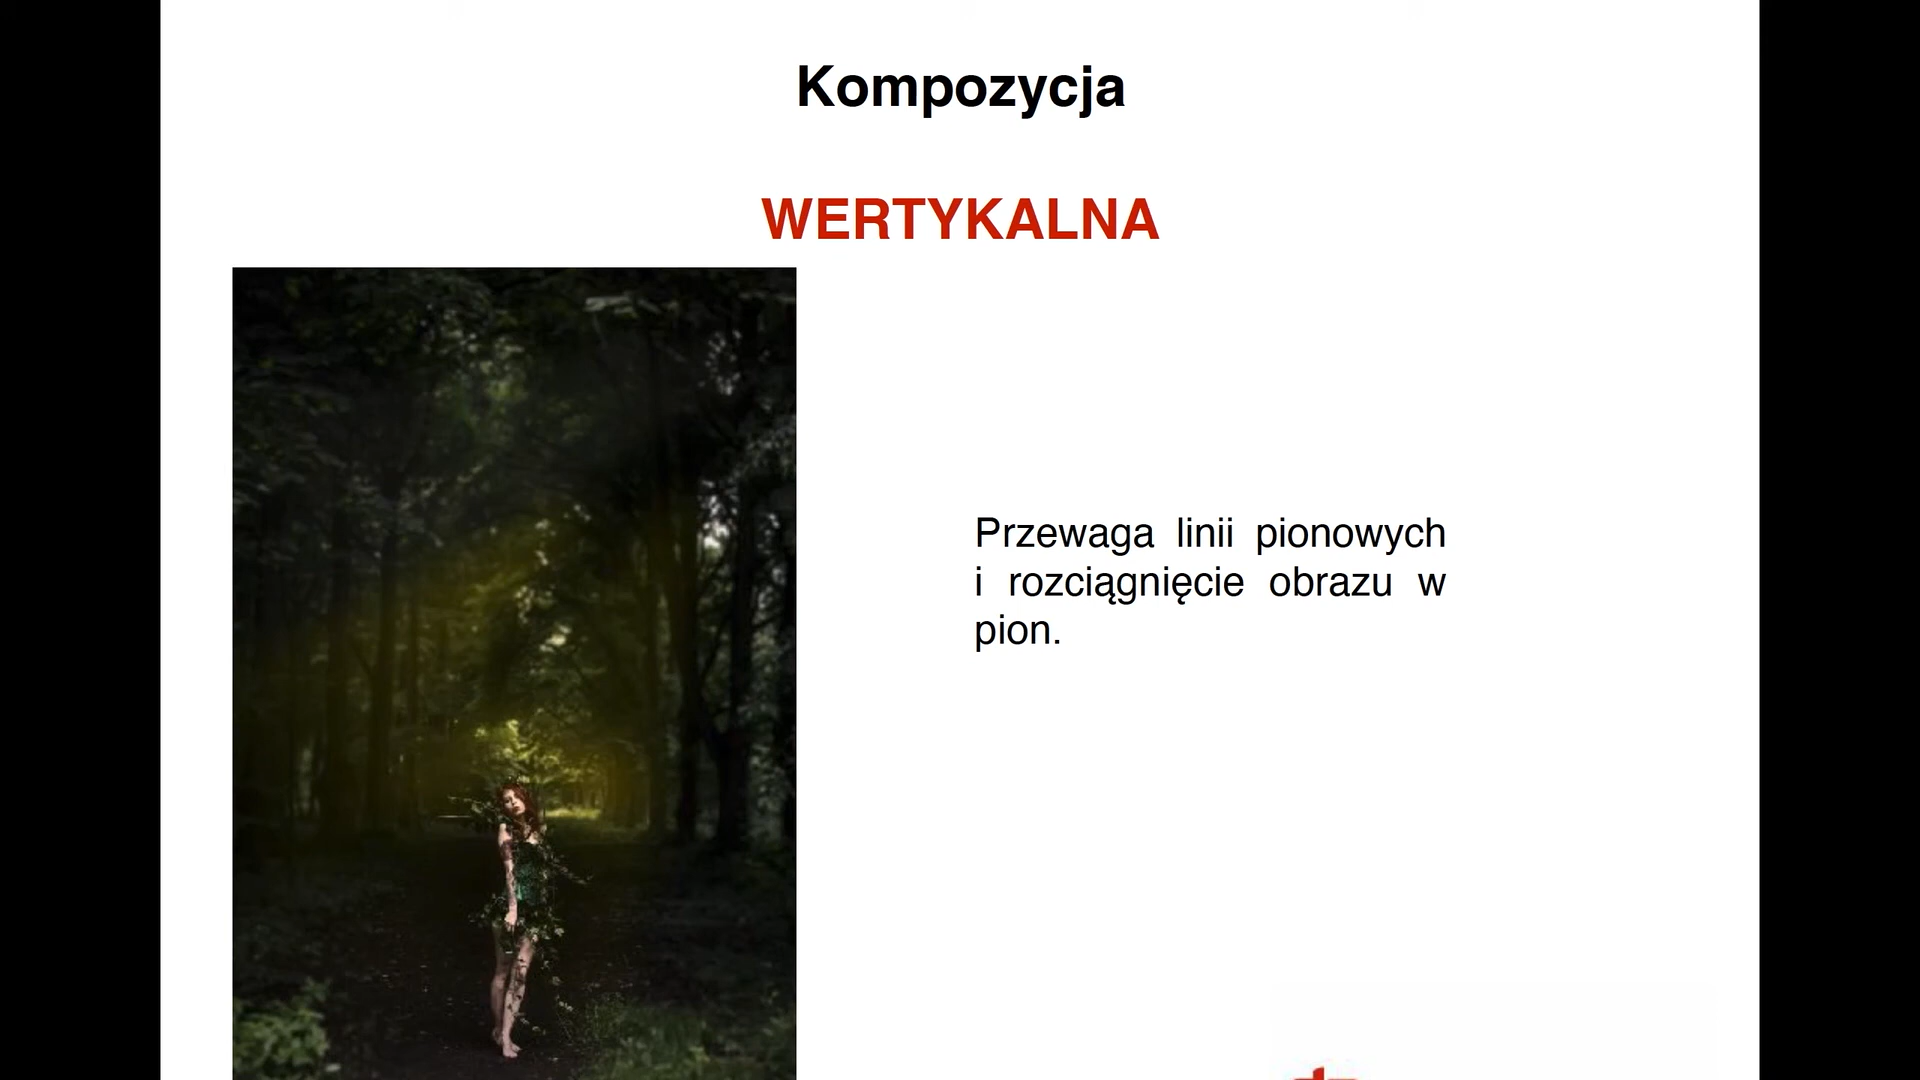 Kompozycja
WERTYKALNA
Przewaga linii pionowych
i rozciągnięcie obrazu w
pion.